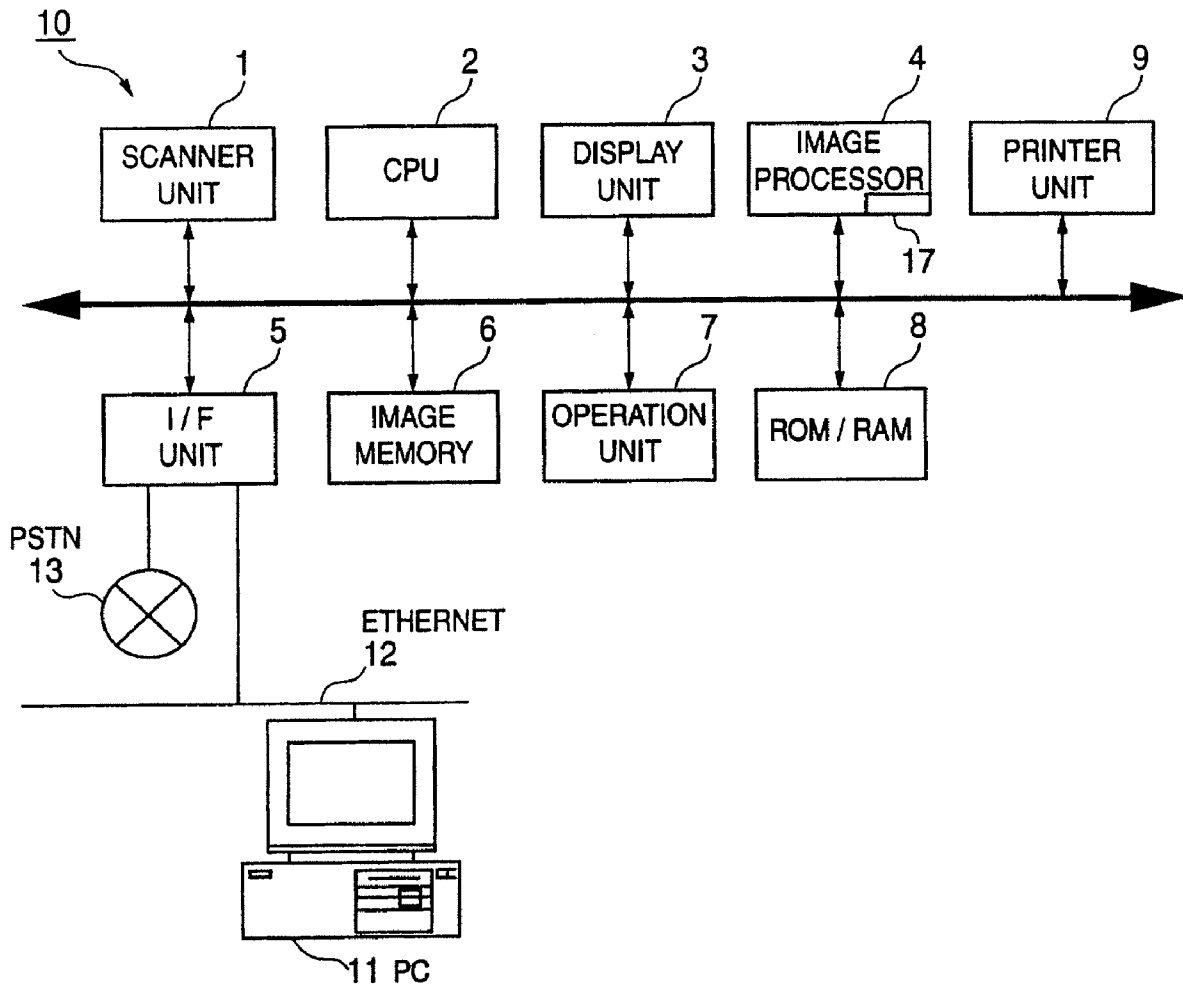 10
1
2
3
4
9
SCANNER
UNIT
CPU
DISPLAY
UNIT
IMAGE
PROCESSOR
PRINTER
UNIT
17
5
6
7
8
I / F
UNIT
IMAGE
MEMORY
OPERATION
UNIT
ROM / RAM
PSTN
13
ETHERNET
12
11 PC